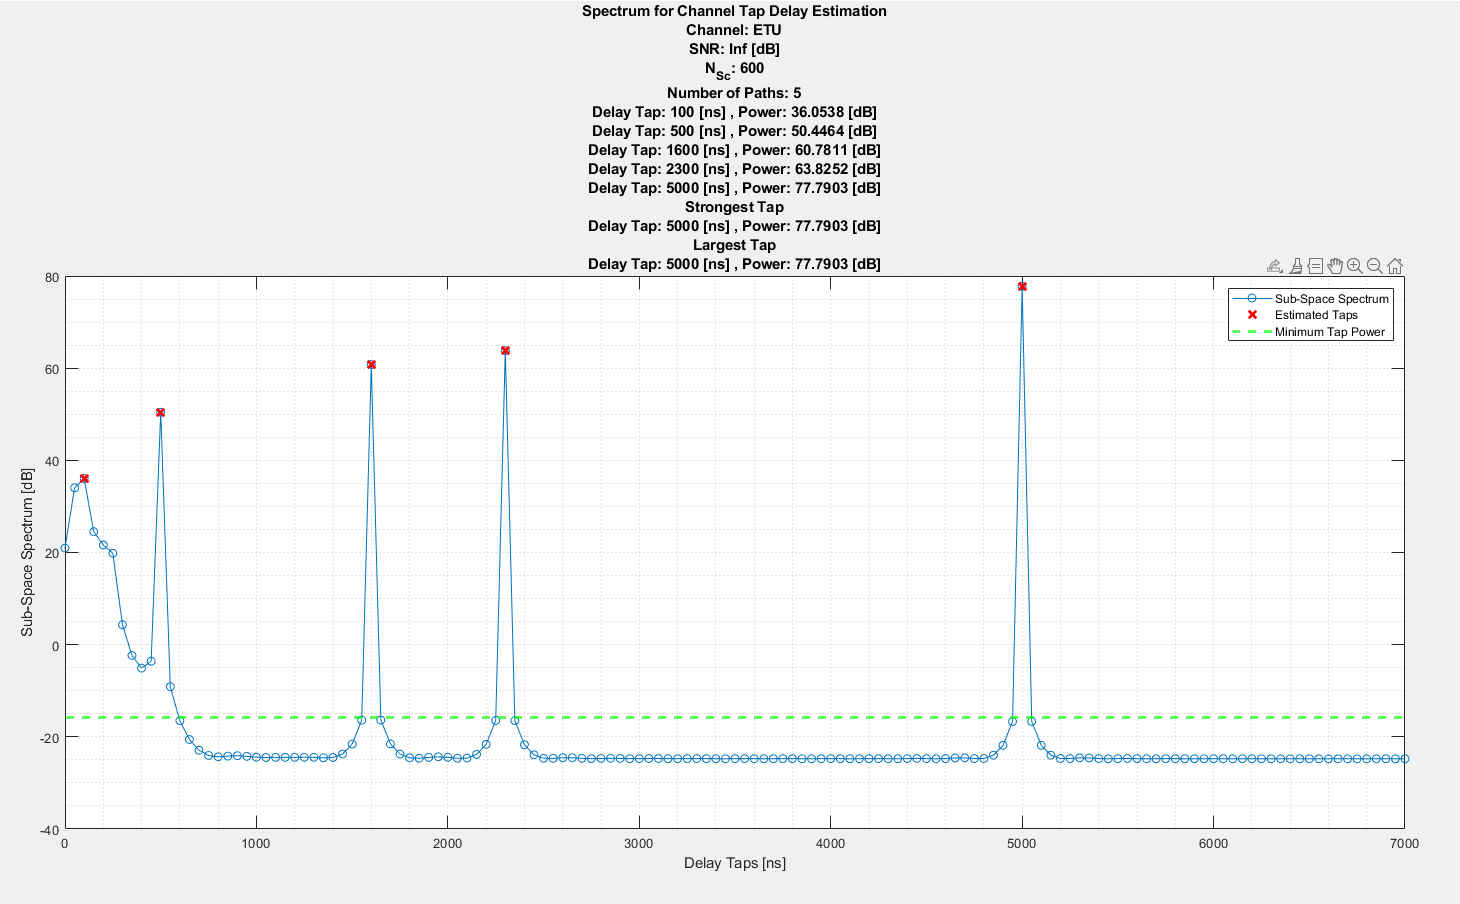 Spectrum for Channel Tap Delay Estimation
Channel: ETU
SNR: Inf [dB]
N_Sc: 600
Number of Paths: 5
Delay Tap: 100 [ns] , Power: 36.0538 [dB]
Delay Tap: 500 [ns] , Power: 50.4464 [dB]
Delay Tap: 1600 [ns] , Power: 60.7811 [dB]
Delay Tap: 2300 [ns] , Power: 63.8252 [dB]
Delay Tap: 5000 [ns] , Power: 77.7903 [dB]
Strongest Tap
Delay Tap: 5000 [ns] , Power: 77.7903 [dB]
Largest Tap
Delay Tap: 5000 [ns] , Power: 77.7903 [dB]
Sub-Space Spectrum
Estimated Taps
Minimum Tap Power
Sub-Space Spectrum [dB]
80
60
40
20
0
-20
-40
0 1000 2000 3000 4000 5000 6000 7000
Delay Taps [ns]